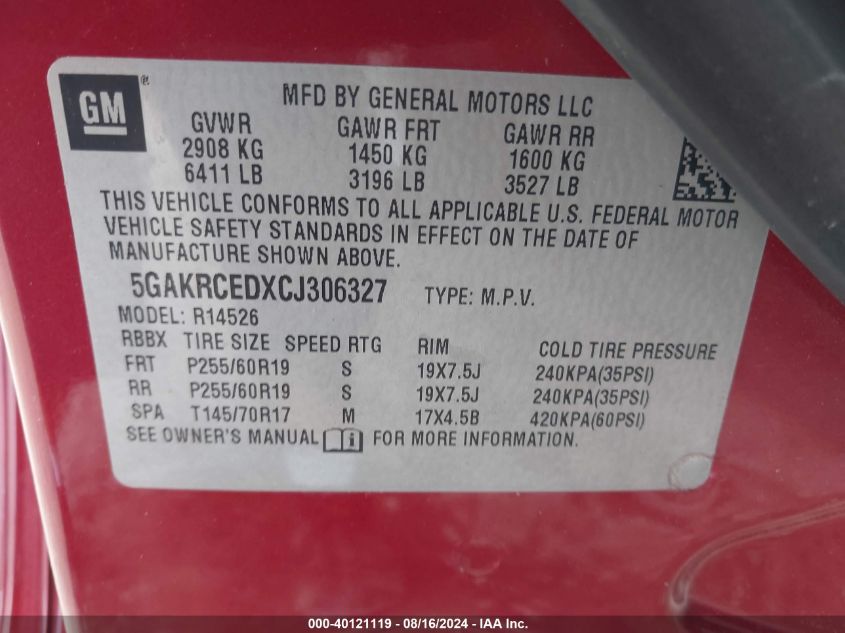 GM®
MFD BY GENERAL MOTORS LLC
GVWR GAWR FRT GAWR RR
2908 KG 1450 KG 1600 KG
6411 LB 3196 LB 3527 LB
THIS VEHICLE CONFORMS TO ALL APPLICABLE U.S. FEDERAL MOTOR
VEHICLE SAFETY STANDARDS IN EFFECT ON THE DATE OF
MANUFACTURE SHOWN ABOVE.
5GAKRCEDXCJ306327 TYPE: M.P.V.
MODEL: R14526
RBBX TIRE SIZE SPEED RTG RIM COLD TIRE PRESSURE
FRT P255/60R19 S 19X7.5J 240KPA(35PSI)
RR P255/60R19 S 19X7.5J 240KPA(35PSI)
SPA T145/70R17 M 17X4.5B 420KPA(60PSI)
SEE OWNER'S MANUAL i FOR MORE INFORMATION.
000-40121119 - 08/16/2024 - IAA Inc.